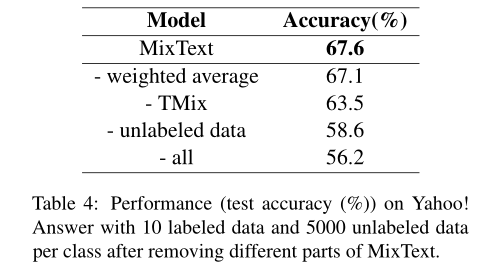 Model Accuracy(%)
MixText 67.6
- weighted average 67.1
- TMix 63.5
- unlabeled data 58.6
- all 56.2
Table 4: Performance (test accuracy (%)) on Yahoo!
Answer with 10 labeled data and 5000 unlabeled data
per class after removing different parts of MixText.